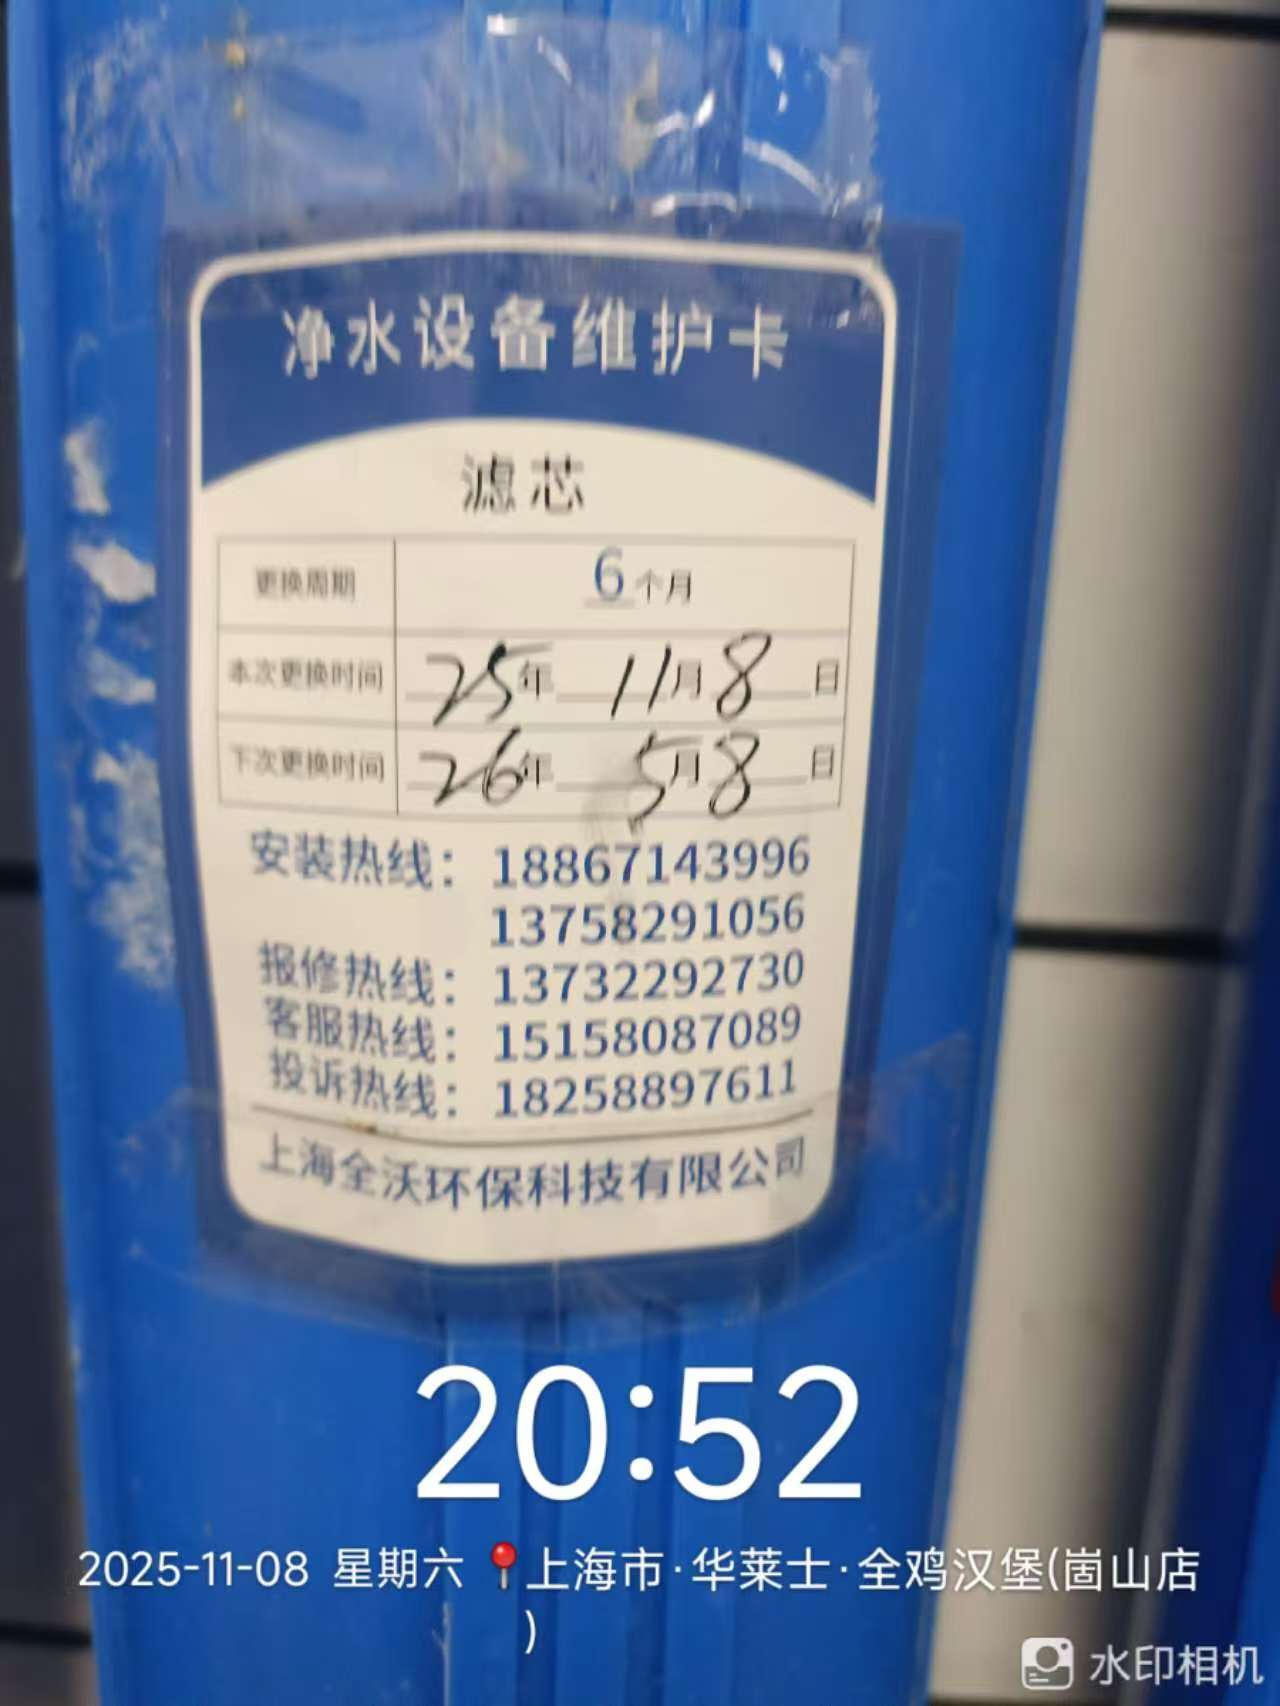 净水设备维护卡
滤芯
更换周期 6个月
本次更换时间 25年 11月8日
下次更换时间 26年 5月8日
安装热线：18867143996
13758291056
报修热线：13732292730
客服热线：15158087089
投诉热线：18258897611
上海全沃环保科技有限公司
20:52
2025-11-08 星期六 上海市·华莱士·全鸡汉堡(崮山店
)
水印相机